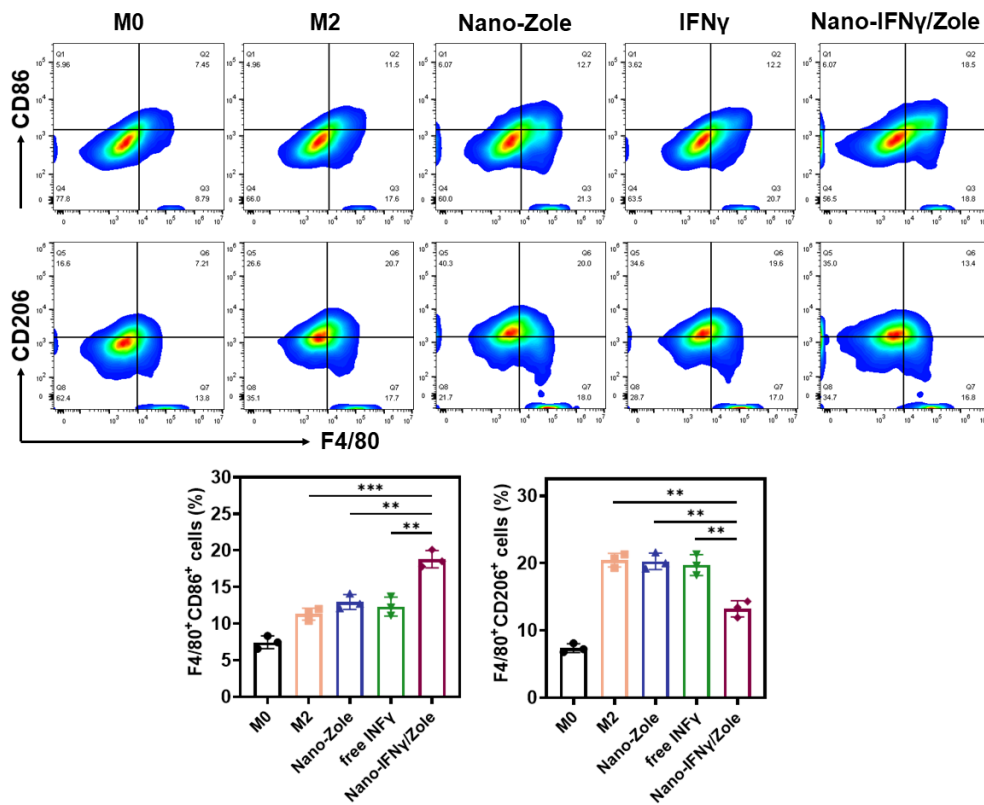 M0 M2 Nano-Zole IFNγ Nano-IFNγ/Zole
CD86
Q1 5.96 Q2 7.45 Q4 77.8 Q3 8.79
Q1 4.96 Q2 11.5 Q4 66.0 Q3 17.6
Q1 6.07 Q2 12.7 Q4 60.0 Q3 21.3
Q1 3.62 Q2 12.2 Q4 63.5 Q3 20.7
Q1 6.07 Q2 18.5 Q4 56.5 Q3 18.8
CD206
Q5 16.6 Q6 7.21 Q8 62.4 Q7 13.8
Q5 26.6 Q6 20.7 Q8 35.1 Q7 17.7
Q5 40.3 Q6 20.0 Q8 21.7 Q7 18.0
Q5 34.6 Q6 19.6 Q8 28.7 Q7 17.0
Q5 35.0 Q6 13.4 Q8 34.7 Q7 16.8
F4/80
F4/80⁺CD86⁺ cells (%)
30
25
20
15
10
5
0
***
**
**
M0
M2
Nano-Zole
free INFγ
Nano-IFNγ/Zole
F4/80⁺CD206⁺ cells (%)
30
20
10
0
**
**
**
M0
M2
Nano-Zole
free INFγ
Nano-IFNγ/Zole